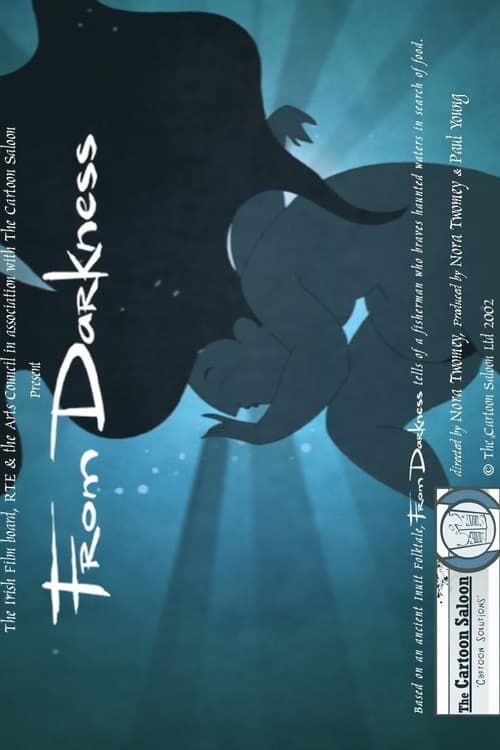 The Irish Film board, RTE & the Arts Council in association with The Cartoon Saloon
Present
From Darkness
Based on an ancient Inuit Folktale, From Darkness tells of a fisherman who braves haunted waters in search of food.
directed by Nora Twomey, Produced by Nora Twomey & Paul Young
© The Cartoon Saloon Ltd 2002
The Cartoon Saloon
'Cartoon Solutions'